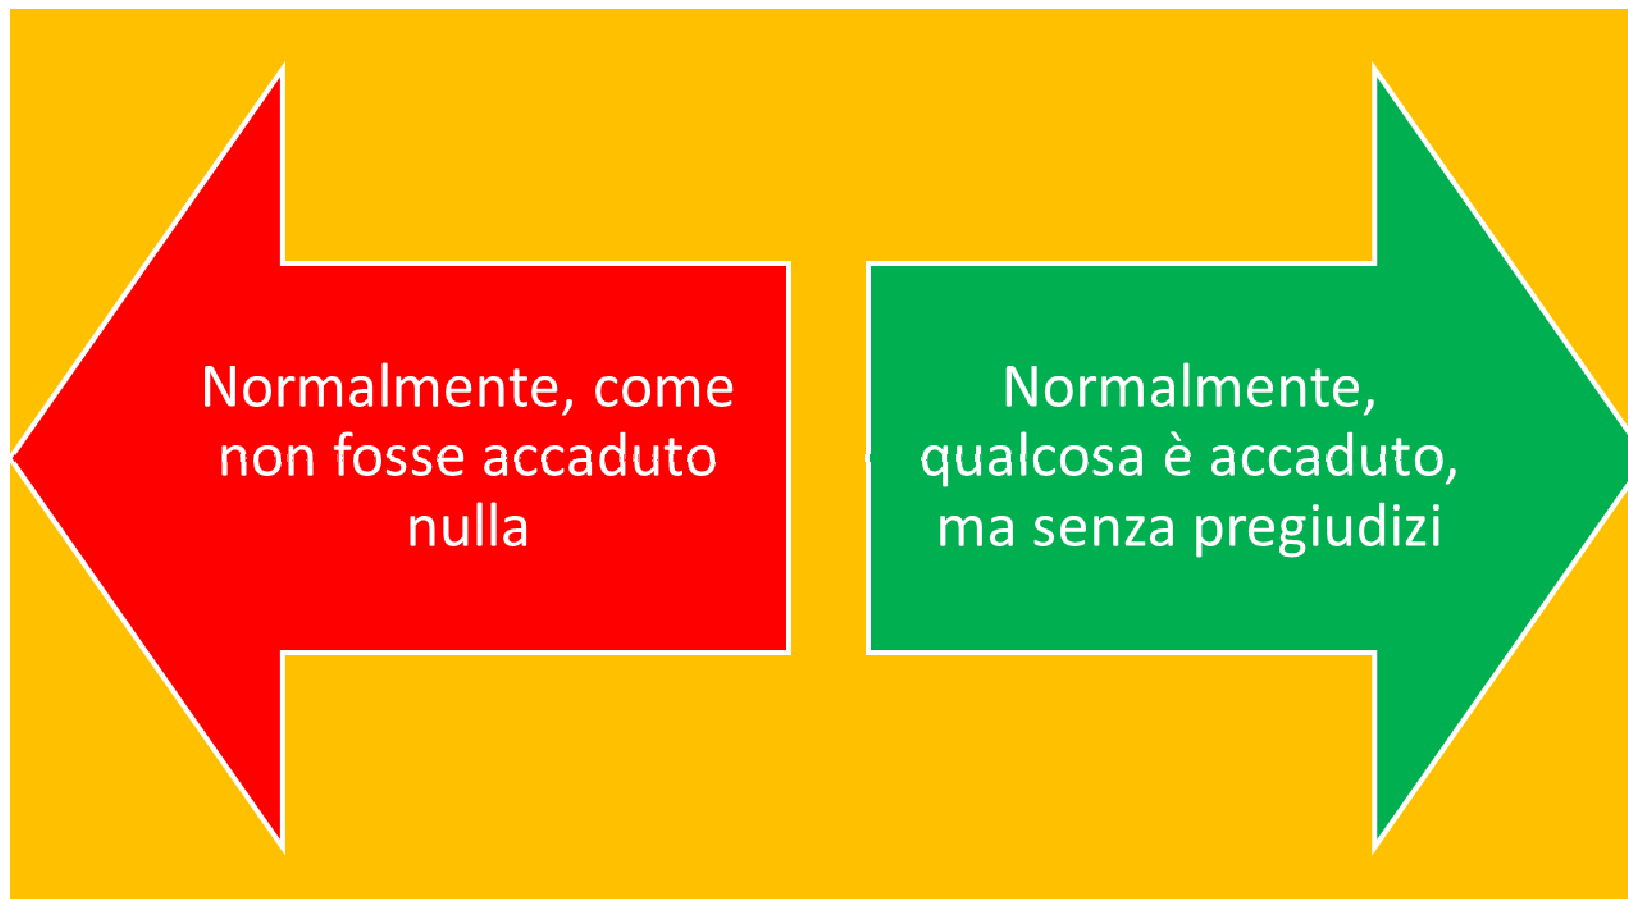 Normalmente, come
non fosse accaduto
nulla
Normalmente,
qualcosa è accaduto,
ma senza pregiudizi